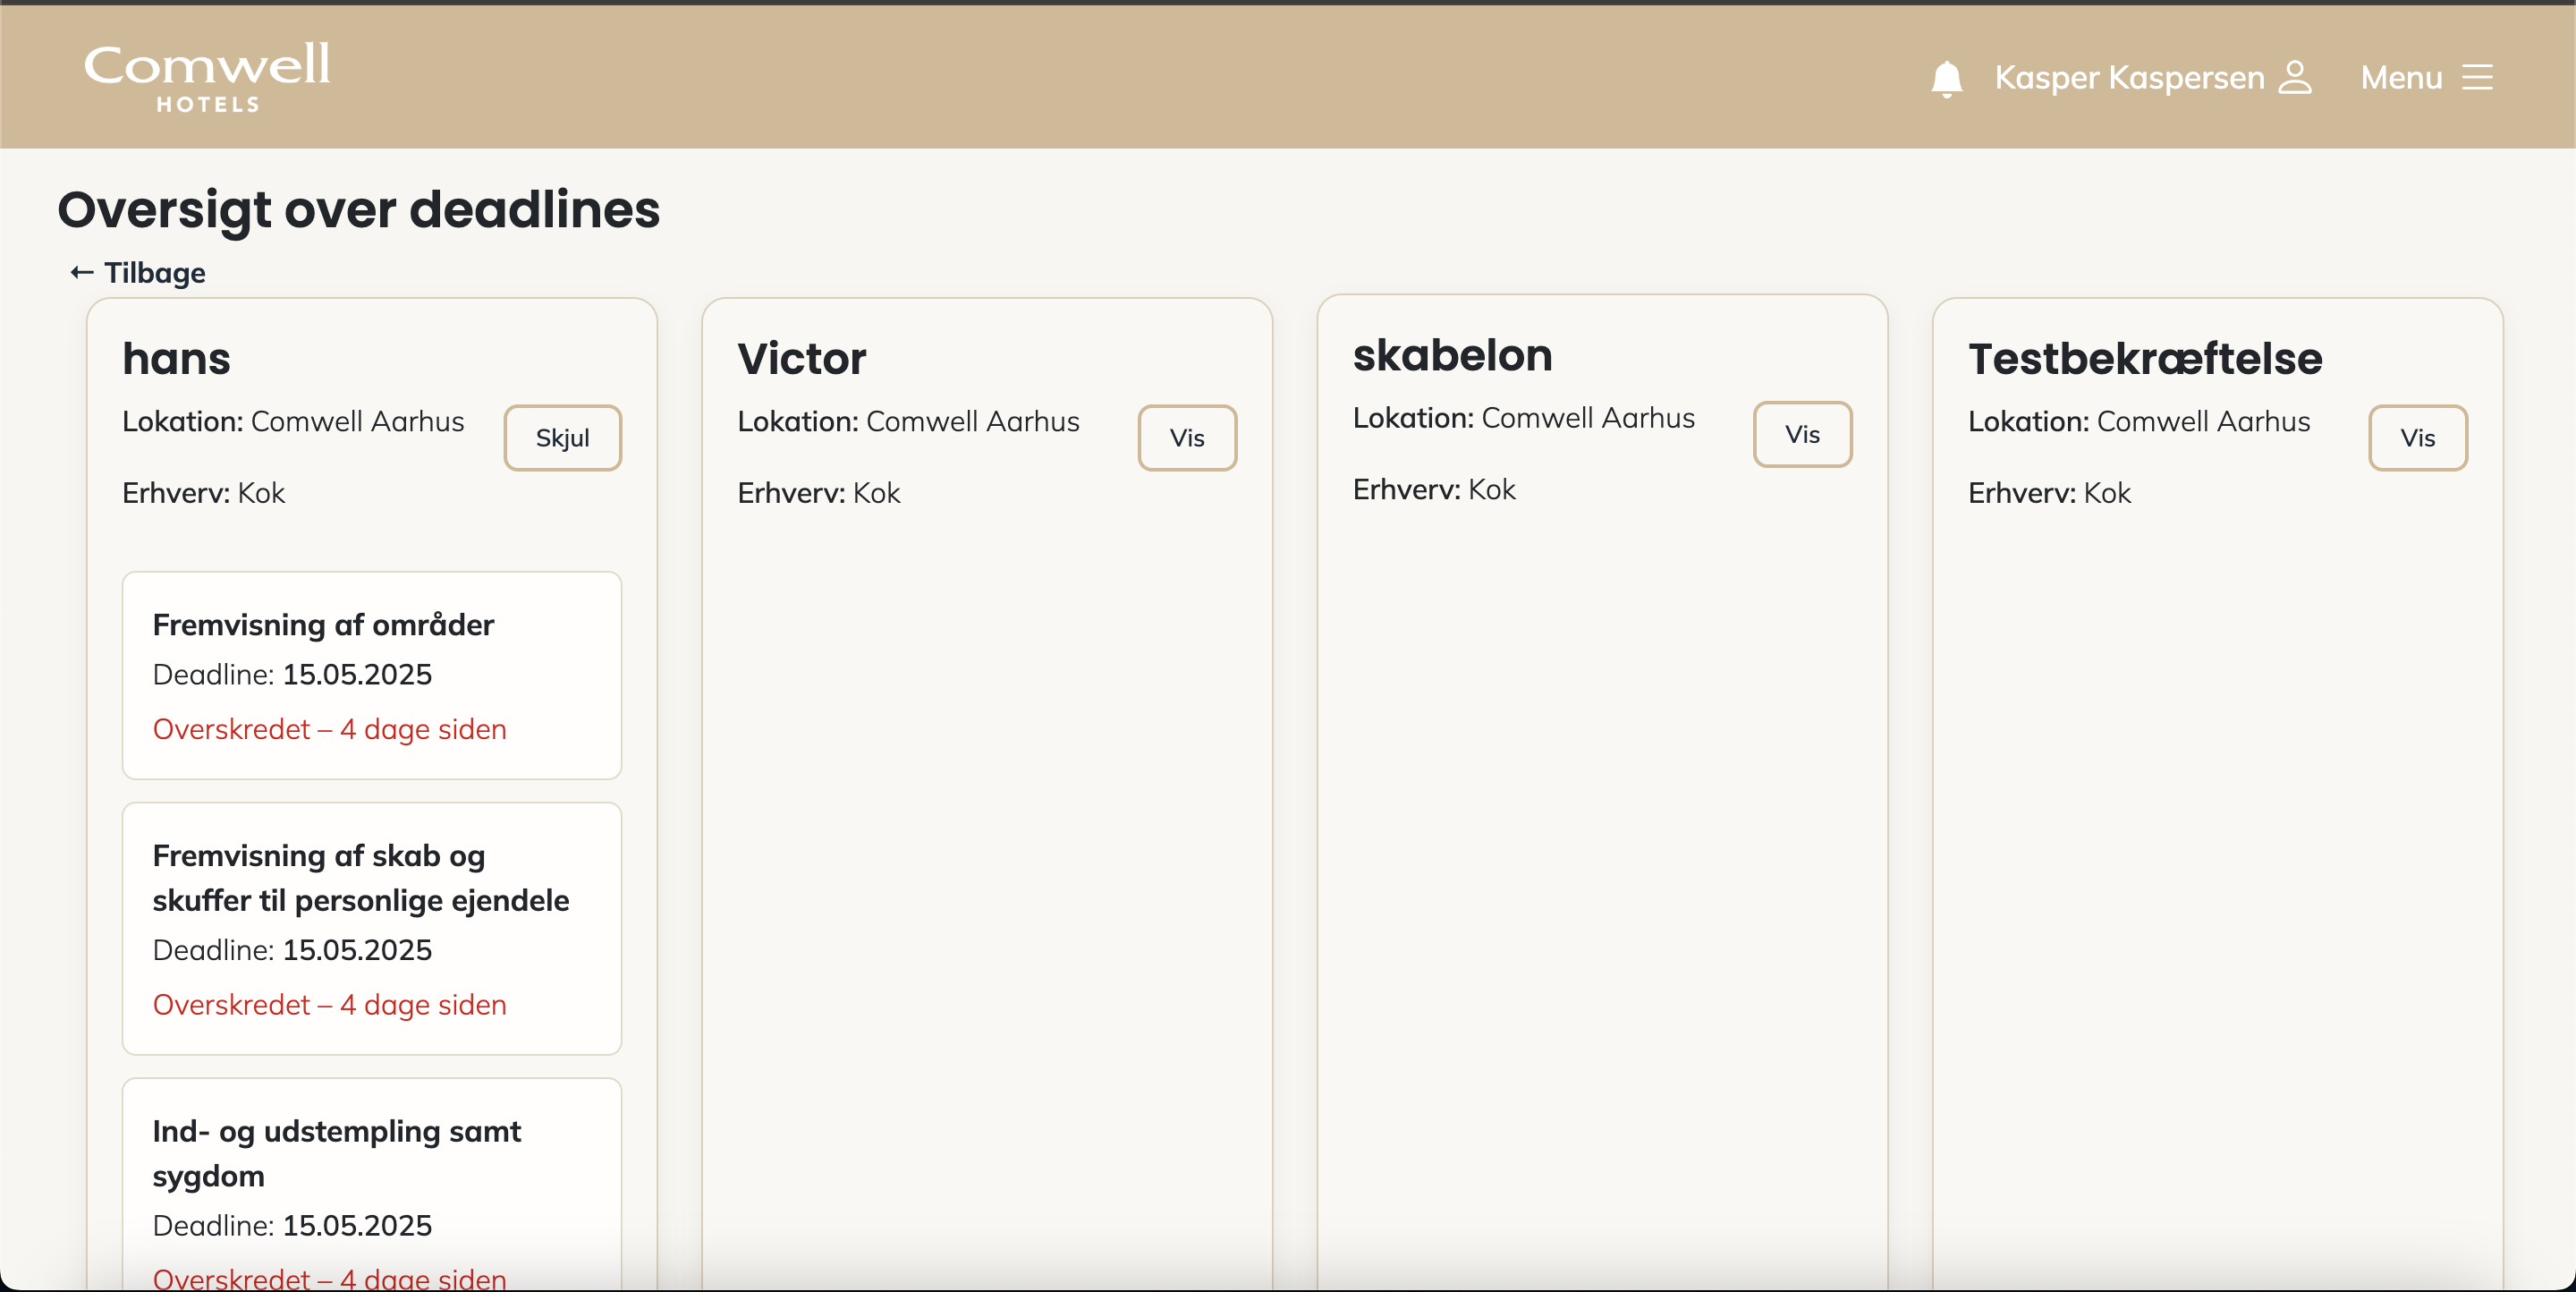 Comwell
HOTELS
Kasper Kaspersen
Menu
Oversigt over deadlines
← Tilbage
hans
Lokation: Comwell Aarhus
Skjul
Erhverv: Kok
Fremvisning af områder
Deadline: 15.05.2025
Overskredet – 4 dage siden
Fremvisning af skab og
skuffer til personlige ejendele
Deadline: 15.05.2025
Overskredet – 4 dage siden
Ind- og udstempling samt
sygdom
Deadline: 15.05.2025
Overskredet – 4 dage siden
Victor
Lokation: Comwell Aarhus
Vis
Erhverv: Kok
skabelon
Lokation: Comwell Aarhus
Vis
Erhverv: Kok
Testbekræftelse
Lokation: Comwell Aarhus
Vis
Erhverv: Kok